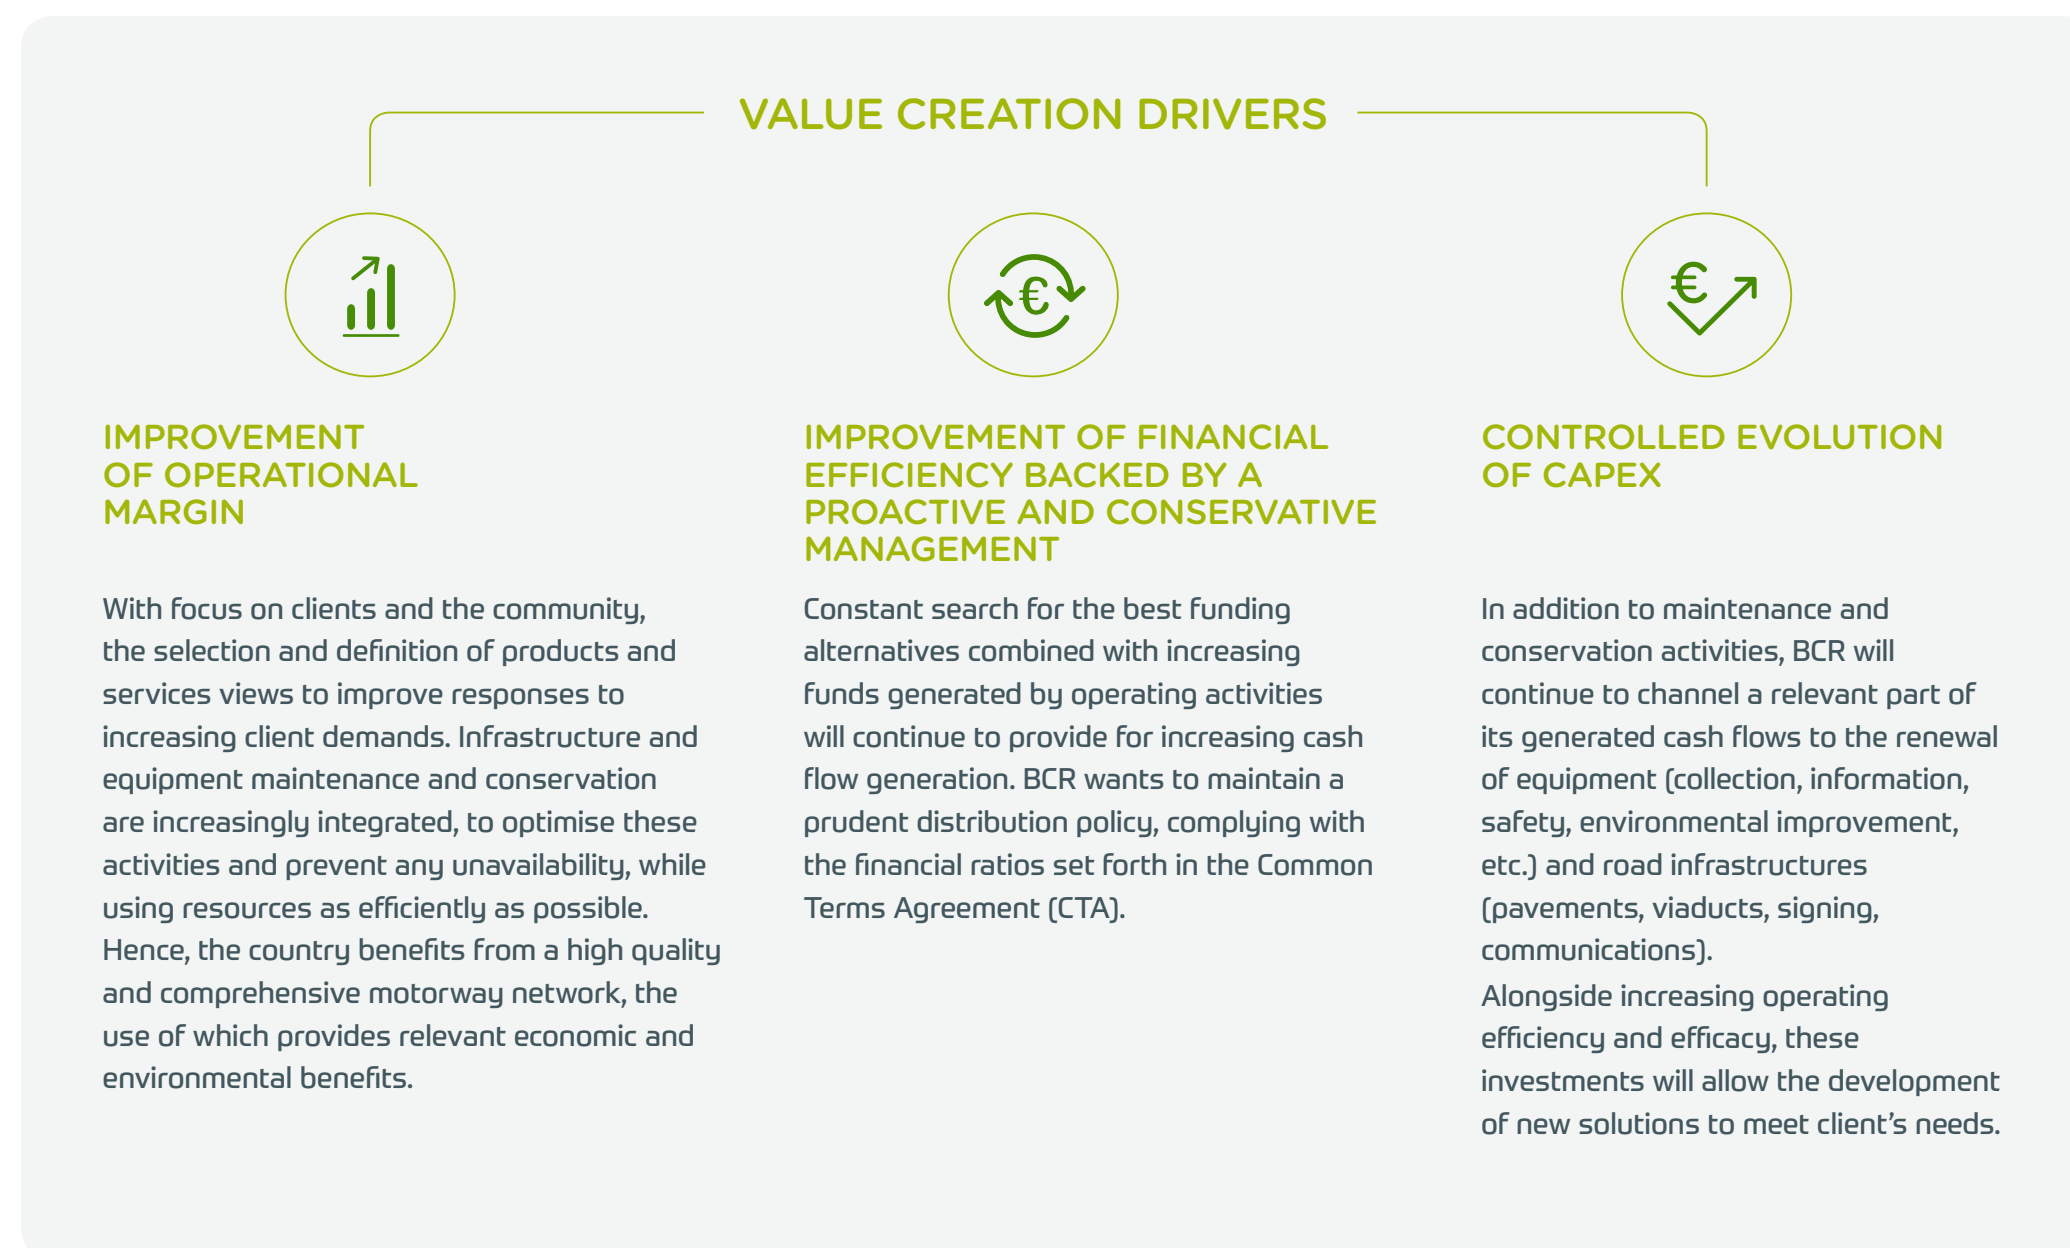 VALUE CREATION DRIVERS
IMPROVEMENT
OF OPERATIONAL
MARGIN
With focus on clients and the community,
the selection and definition of products and
services views to improve responses to
increasing client demands. Infrastructure and
equipment maintenance and conservation
are increasingly integrated, to optimise these
activities and prevent any unavailability, while
using resources as efficiently as possible.
Hence, the country benefits from a high quality
and comprehensive motorway network, the
use of which provides relevant economic and
environmental benefits.
IMPROVEMENT OF FINANCIAL
EFFICIENCY BACKED BY A
PROACTIVE AND CONSERVATIVE
MANAGEMENT
Constant search for the best funding
alternatives combined with increasing
funds generated by operating activities
will continue to provide for increasing cash
flow generation. BCR wants to maintain a
prudent distribution policy, complying with
the financial ratios set forth in the Common
Terms Agreement (CTA).
CONTROLLED EVOLUTION
OF CAPEX
In addition to maintenance and
conservation activities, BCR will
continue to channel a relevant part of
its generated cash flows to the renewal
of equipment (collection, information,
safety, environmental improvement,
etc.) and road infrastructures
(pavements, viaducts, signing,
communications).
Alongside increasing operating
efficiency and efficacy, these
investments will allow the development
of new solutions to meet client’s needs.